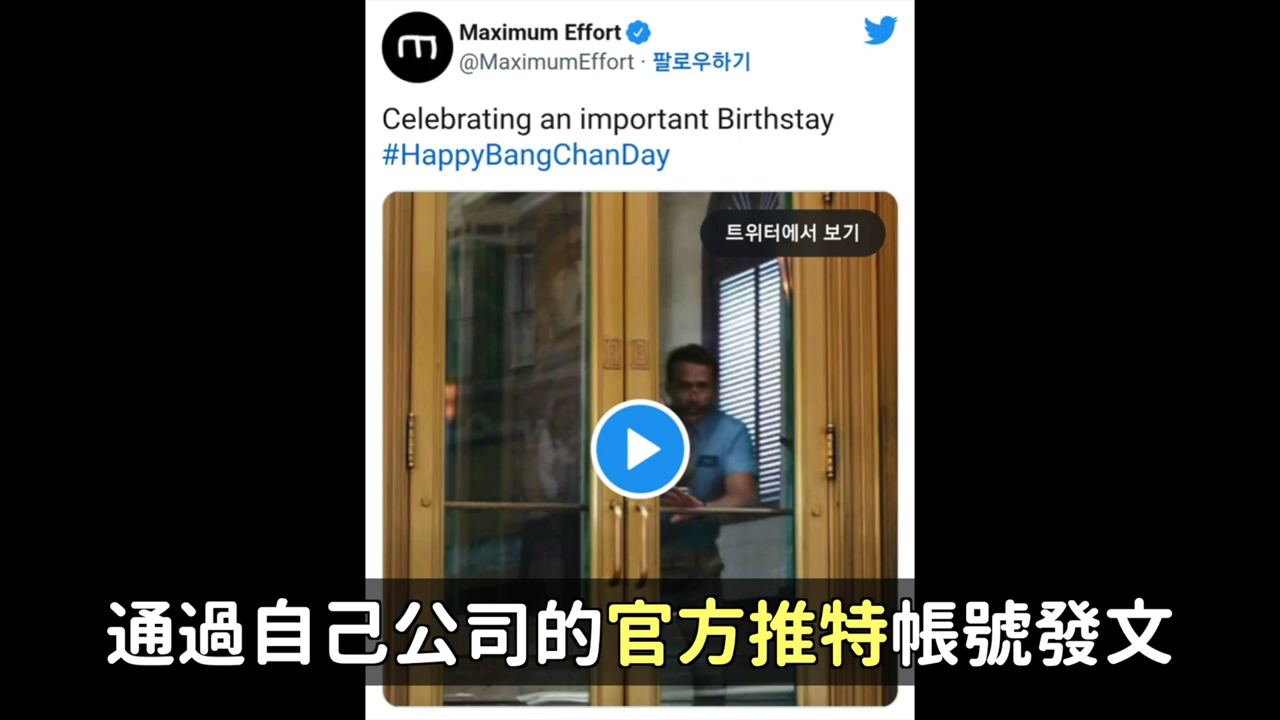 Maximum Effort
@MaximumEffort · 팔로우하기
Celebrating an important Birthstay
#HappyBangChanDay
트위터에서 보기
通過自己公司的官方推特帳號發文